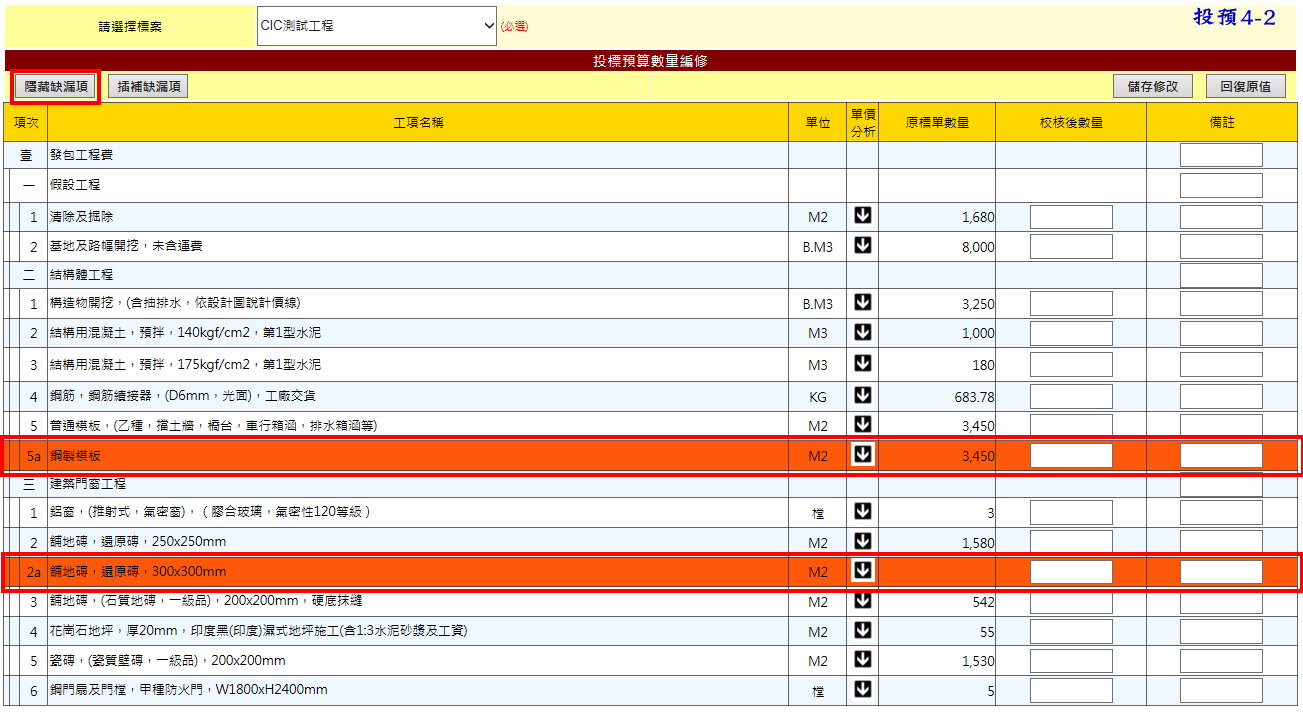 請選擇標案 CIC測試工程 (必選) 投預4-2
投標預算數量編修
隱藏缺漏項 插補缺漏項 儲存修改 回復原值
項次 工項名稱 單位 單價分析 原標單數量 校核後數量 備註
壹 發包工程費
一 假設工程
1 清除及掘除 M2 1,680
2 基地及路幅開挖，未含運費 B.M3 8,000
二 結構體工程
1 構造物開挖，(含抽排水，依設計圖說計價線) B.M3 3,250
2 結構用混凝土，預拌，140kgf/cm2，第1型水泥 M3 1,000
3 結構用混凝土，預拌，175kgf/cm2，第1型水泥 M3 180
4 鋼筋，鋼筋續接器，(D6mm，光面)，工廠交貨 KG 683.78
5 普通模板，(乙種，擋土牆，橋台，車行箱涵，排水箱涵等) M2 3,450
5a 鋼製模板 M2 3,450
三 建築門窗工程
1 鋁窗，(推射式，氣密窗)，（膠合玻璃，氣密性120等級） 樘 3
2 舖地磚，還原磚，250x250mm M2 1,580
2a 舖地磚，還原磚，300x300mm M2
3 舖地磚，(石質地磚，一級品)，200x200mm，硬底抹縫 M2 542
4 花崗石地坪，厚20mm，印度黑(印度)濕式地坪施工(含1:3水泥砂漿及工資) M2 55
5 瓷磚，(瓷質壁磚，一級品)，200x200mm M2 1,530
6 鋼門扇及門樘，甲種防火門，W1800xH2400mm 樘 5